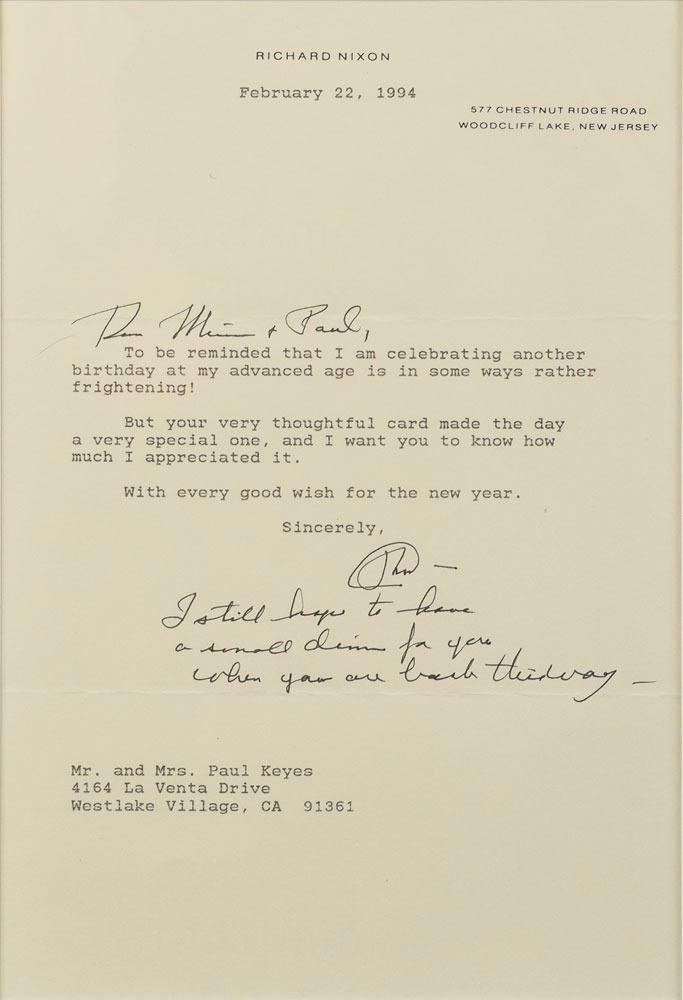 RICHARD NIXON
February 22, 1994
577 CHESTNUT RIDGE ROAD
WOODCLIFF LAKE, NEW JERSEY
Dear & Paul,
To be reminded that I am celebrating another
birthday at my advanced age is in some ways rather
frightening!
But your very thoughtful card made the day
a very special one, and I want you to know how
much I appreciated it.
With every good wish for the new year.
Sincerely,
I still hope to have
a small dinner for you
when you are back this way —
Mr. and Mrs. Paul Keyes
4164 La Venta Drive
Westlake Village, CA 91361